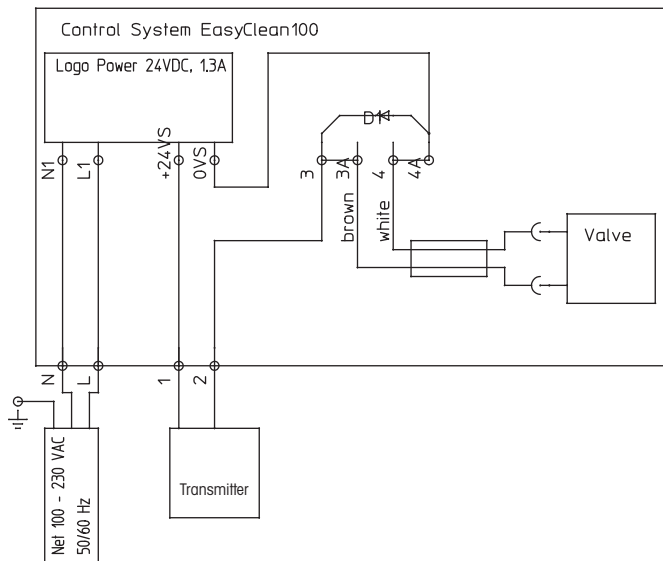 Control System EasyClean100
Logo Power 24VDC, 1.3A
N1
L1
+24VS
0VS
D1
3
3A
4
4A
brown
white
Valve
N
L
1
2
Net 100 - 230 VAC
50/60 Hz
Transmitter